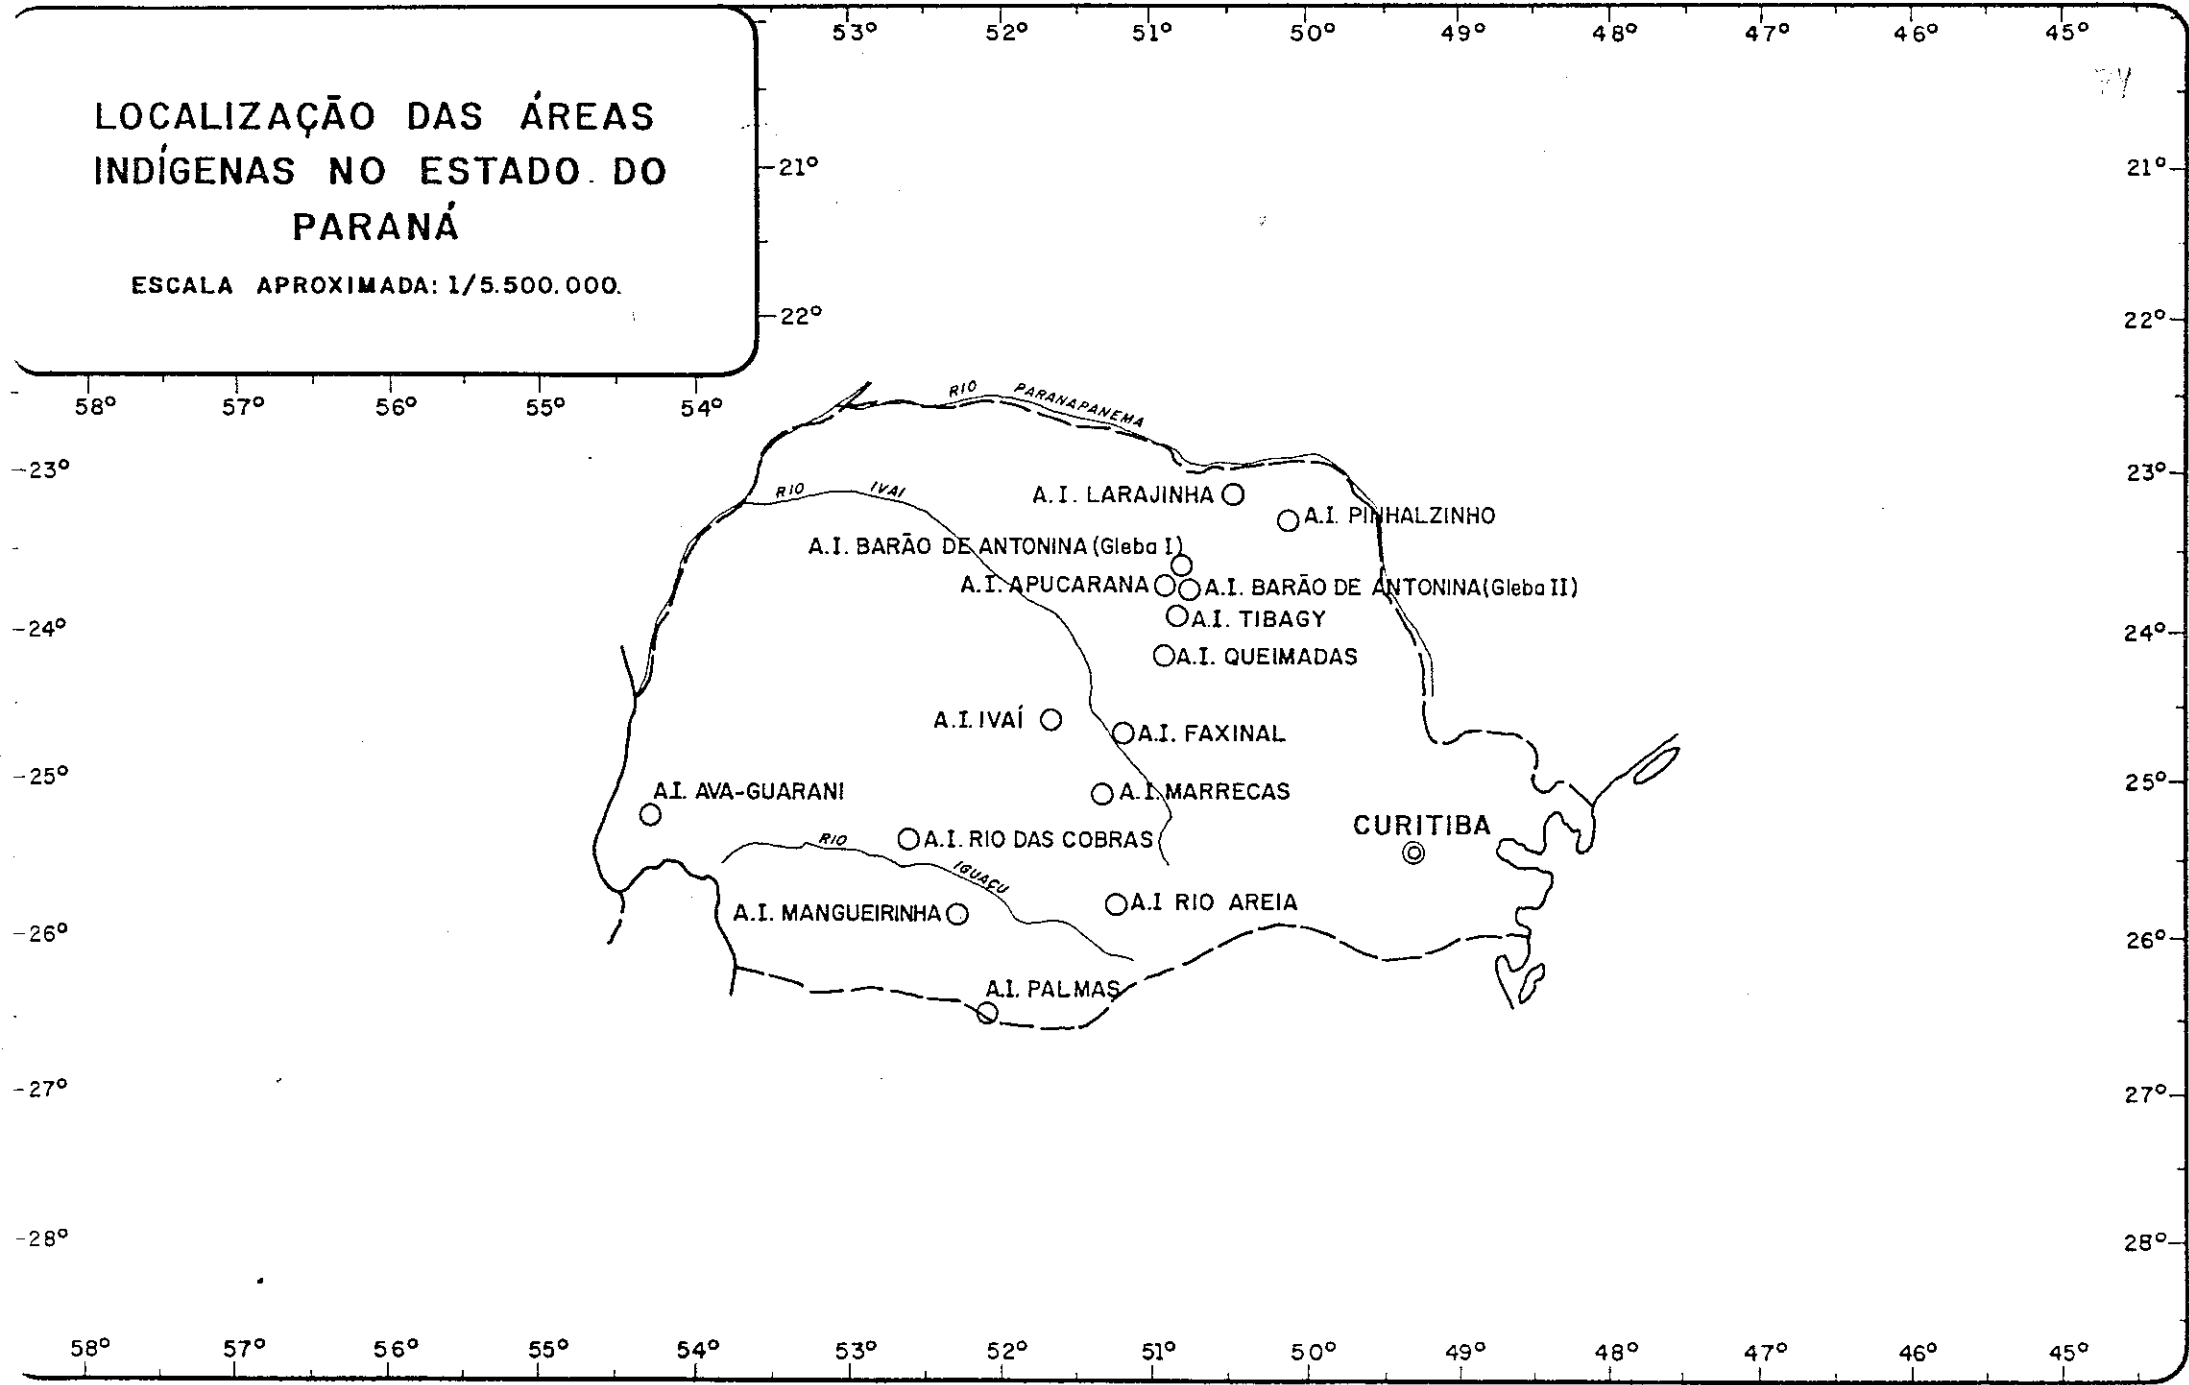 53° 52° 51° 50° 49° 48° 47° 46° 45°
LOCALIZAÇÃO DAS ÁREAS
INDÍGENAS NO ESTADO DO
PARANÁ
ESCALA APROXIMADA: 1/5.500.000.
21° 21°
22° 22°
58° 57° 56° 55° 54°
RIO PARANAPANEMA
23° 23°
RIO IVAI
A.I. LARAJINHA
A.I. PINHALZINHO
A.I. BARÃO DE ANTONINA (Gleba I)
A.I. APUCARANA
A.I. BARÃO DE ANTONINA (Gleba II)
A.I. TIBAGY
24° 24°
A.I. QUEIMADAS
A.I. IVAÍ
A.I. FAXINAL
25° 25°
A.I. AVA-GUARANI
A.I. MARRECAS
CURITIBA
A.I. RIO DAS COBRAS
RIO IGUAÇU
A.I RIO AREIA
A.I. MANGUEIRINHA
26° 26°
A.I. PALMAS
27° 27°
28° 28°
58° 57° 56° 55° 54° 53° 52° 51° 50° 49° 48° 47° 46° 45°